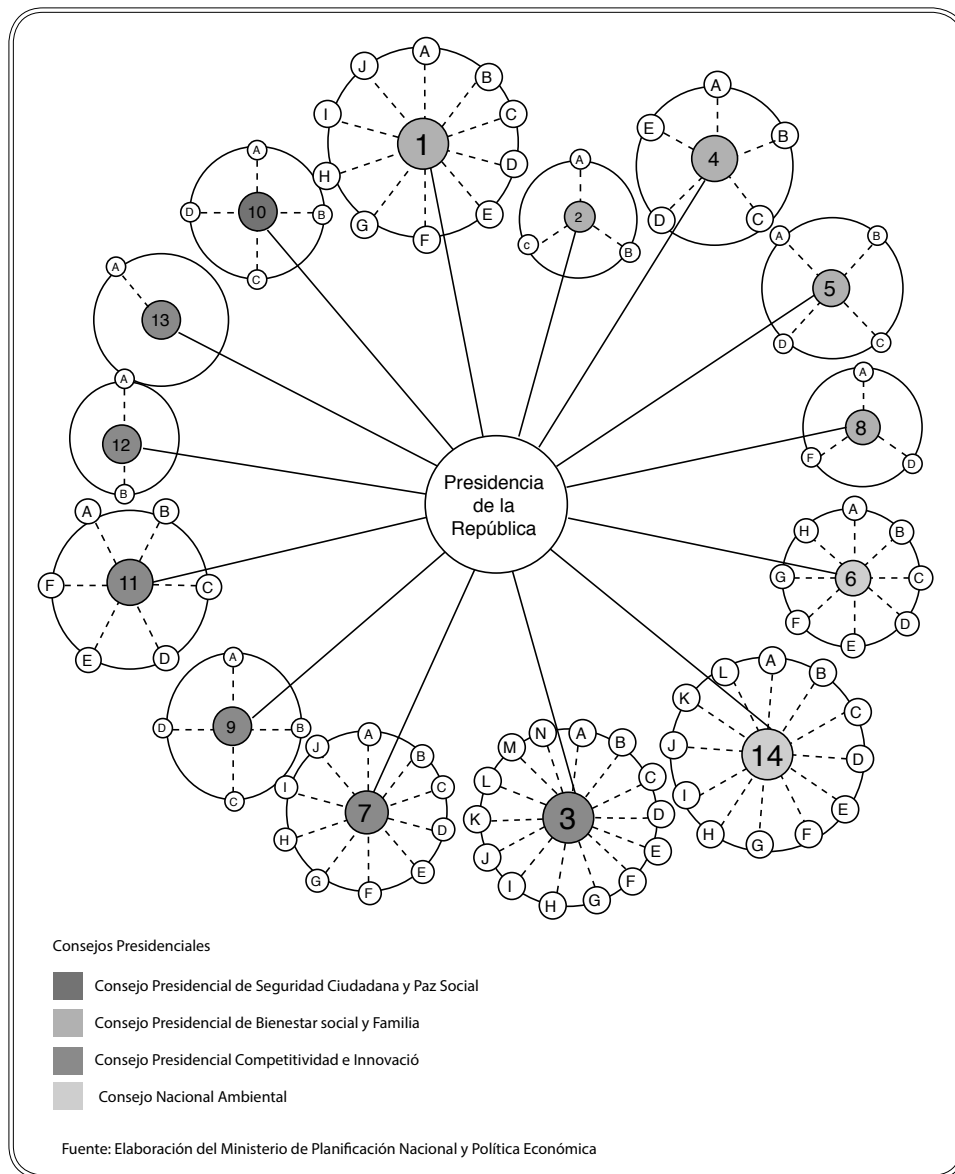 1 A B C D E F G H I J
2 A B c
4 A B C D E
5 A B C D
8 A D F
6 A B C D E F G H
14 A B C D E F G H I J K L
3 A B C D E F G H I J K L M N
7 A B C D E F G H I J
9 A B C D
11 A B C D E F
12 A B
13 A
10 A B C D
Presidencia
de la
República
Consejos Presidenciales
Consejo Presidencial de Seguridad Ciudadana y Paz Social
Consejo Presidencial de Bienestar social y Familia
Consejo Presidencial Competitividad e Innovació
Consejo Nacional Ambiental
Fuente: Elaboración del Ministerio de Planificación Nacional y Política Económica